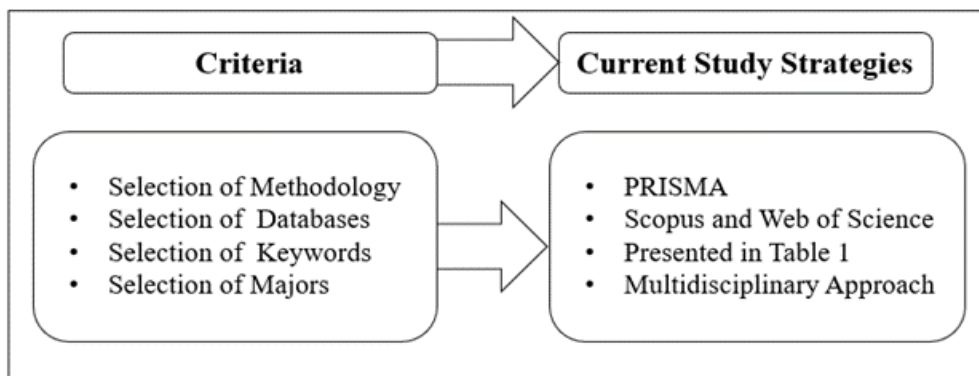 Criteria
Current Study Strategies
• Selection of Methodology
• Selection of Databases
• Selection of Keywords
• Selection of Majors
• PRISMA
• Scopus and Web of Science
• Presented in Table 1
• Multidisciplinary Approach